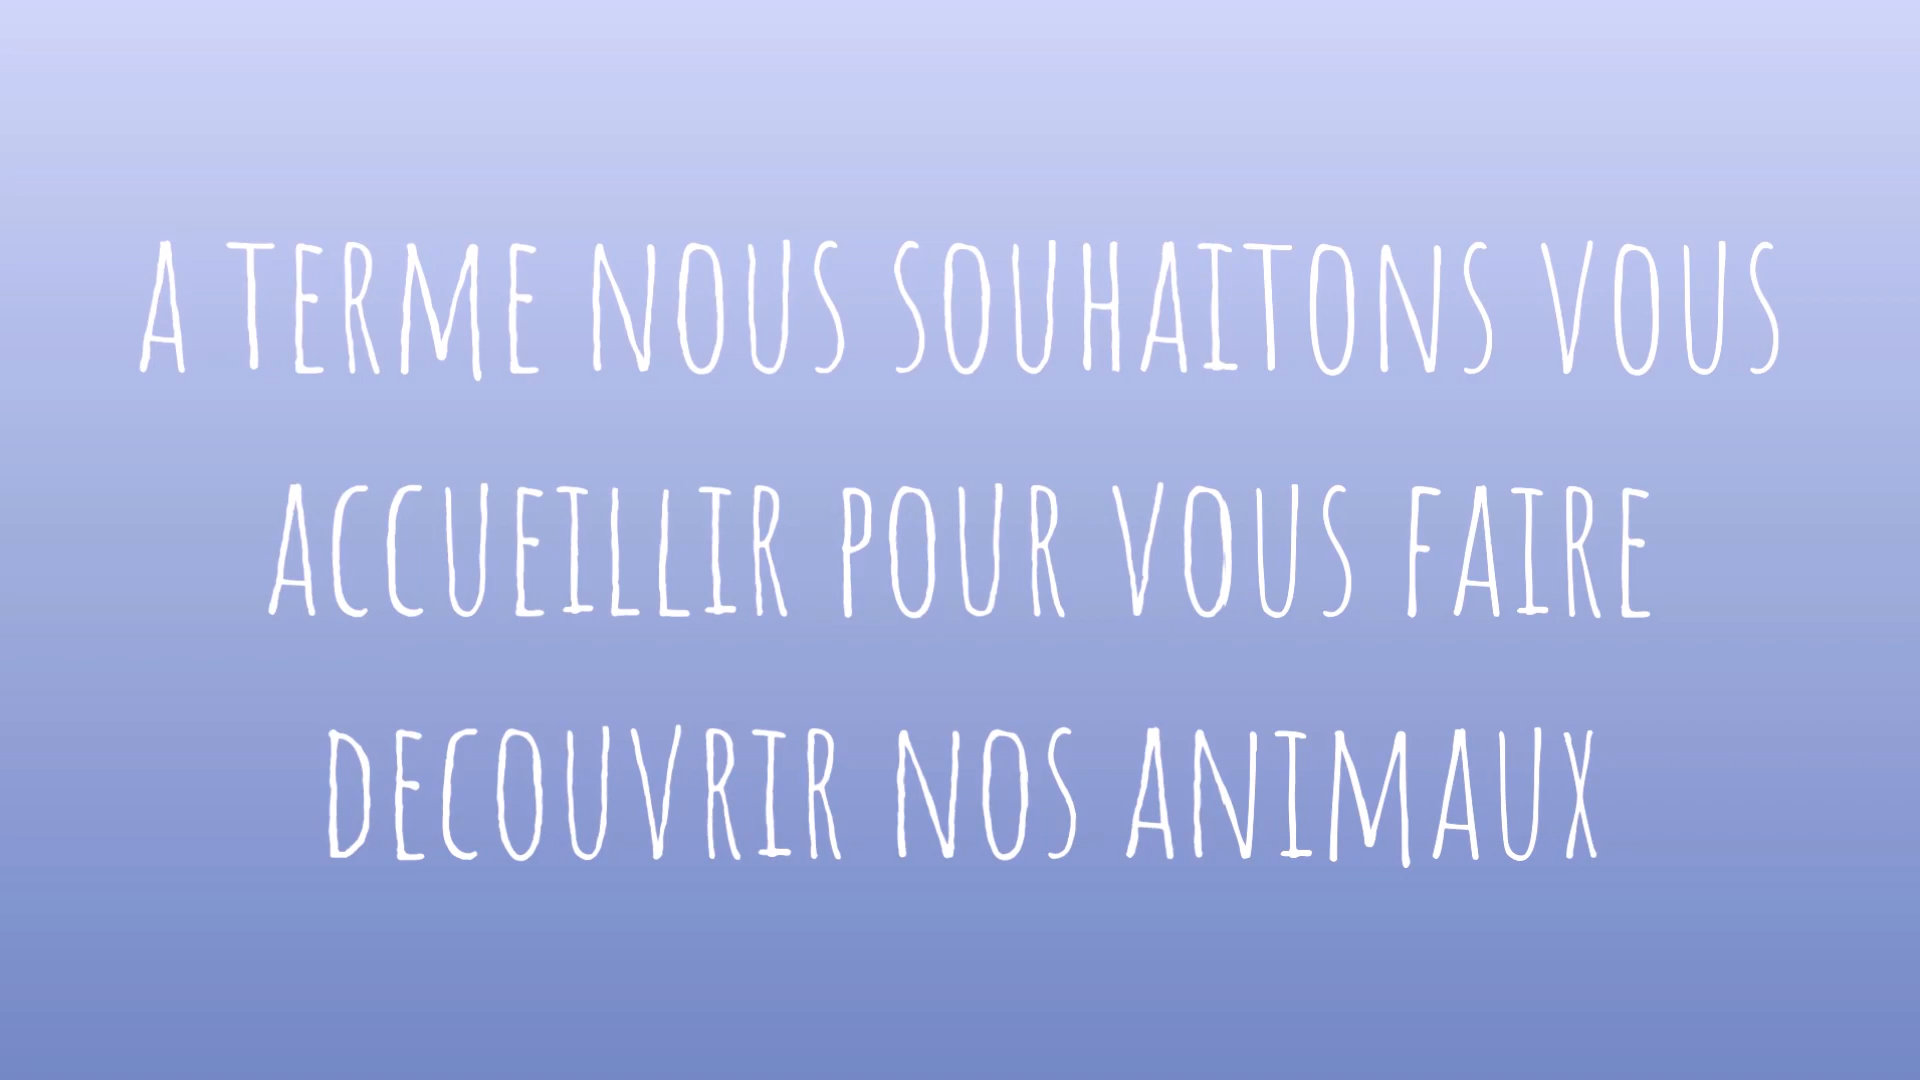 A TERME NOUS SOUHAITONS VOUS
ACCUEILLIR POUR VOUS FAIRE
DECOUVRIR NOS ANIMAUX